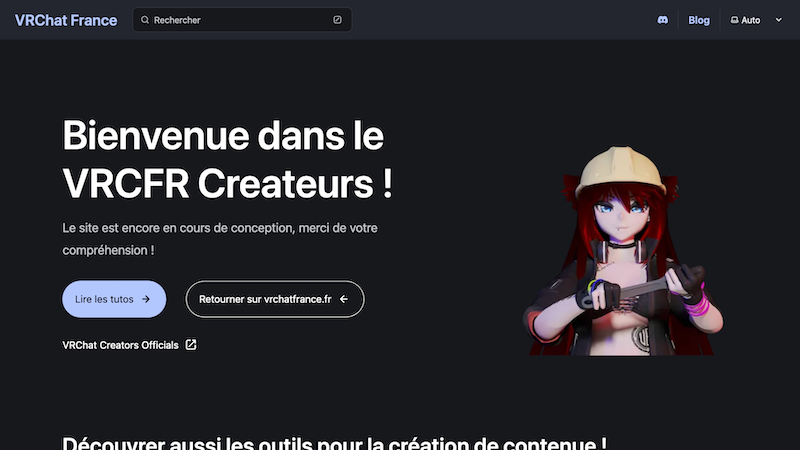 VRChat France
Rechercher
Blog
Auto
Bienvenue dans le
VRCFR Createurs !
Le site est encore en cours de conception, merci de votre
compréhension !
Lire les tutos
Retourner sur vrchatfrance.fr
VRChat Creators Officials
Découvrer aussi les outils pour la création de contenue !